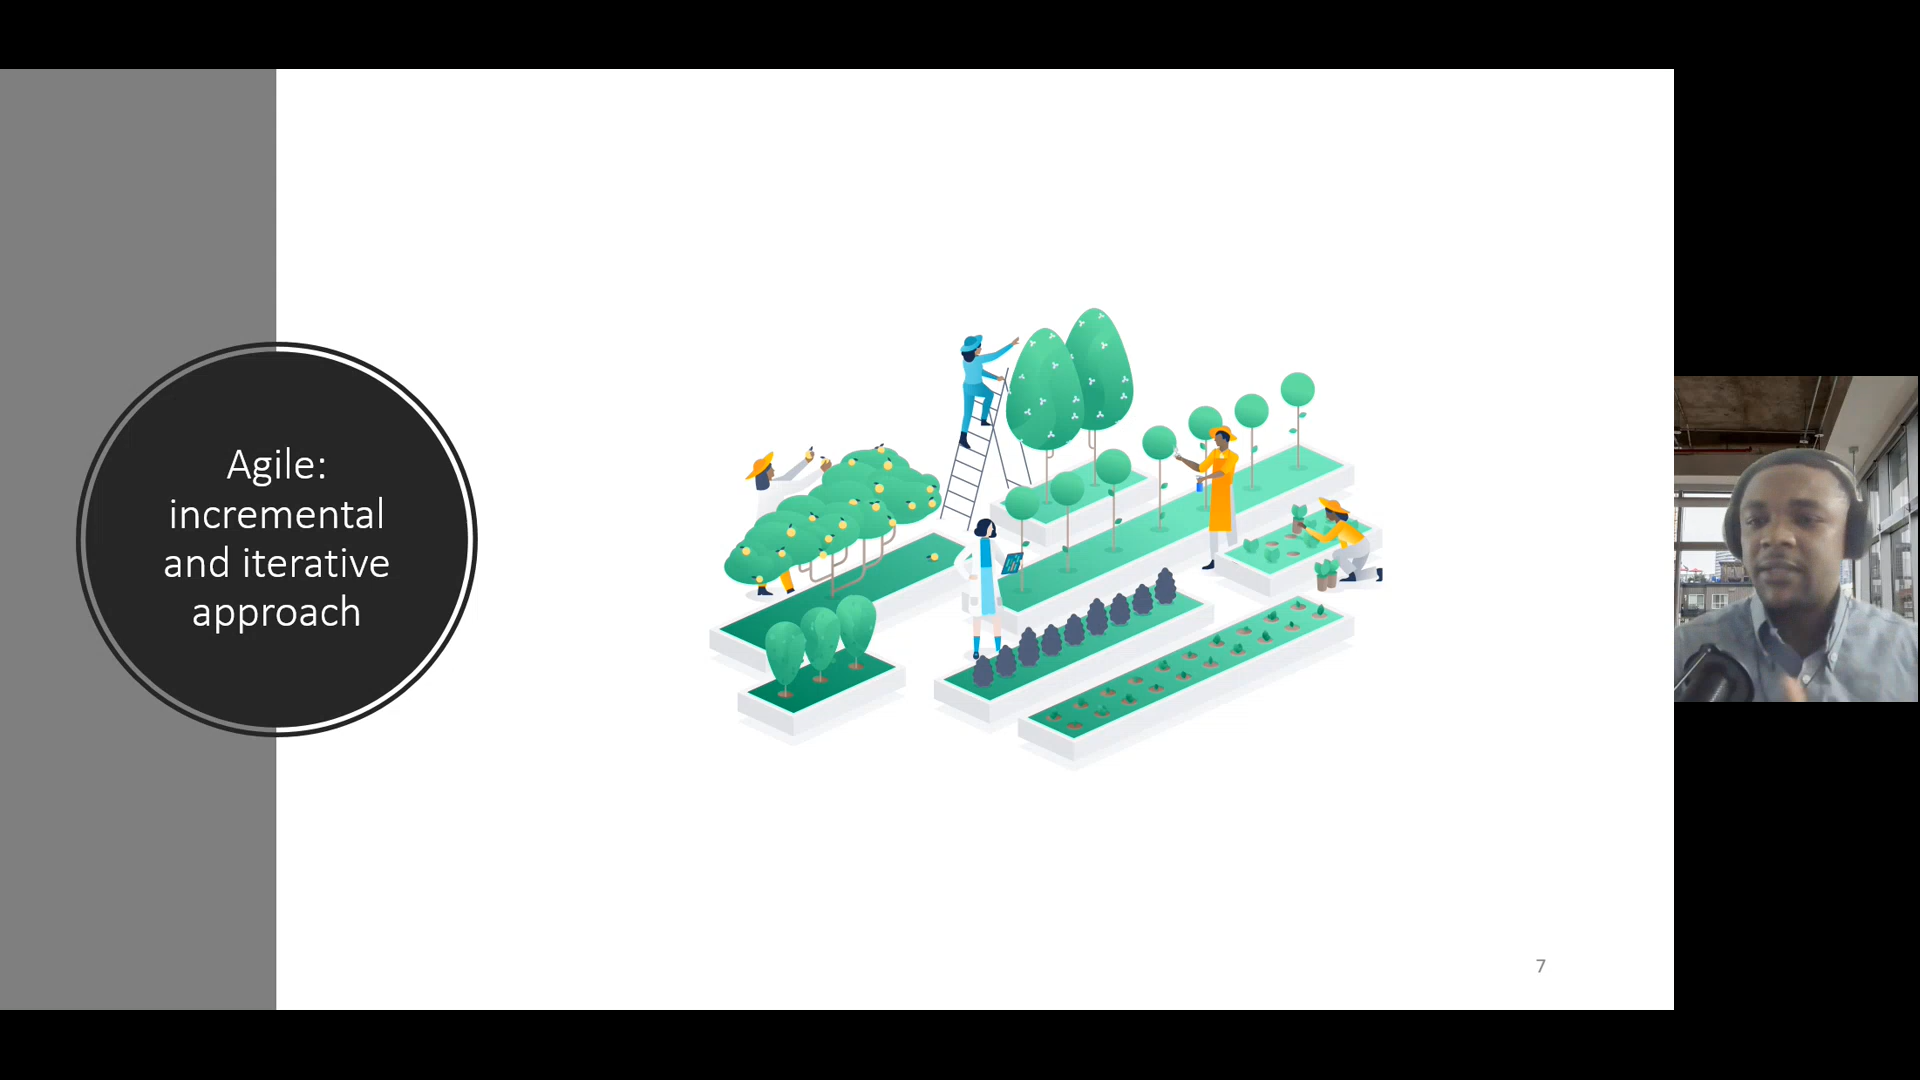 Agile:
incremental
and iterative
approach
7